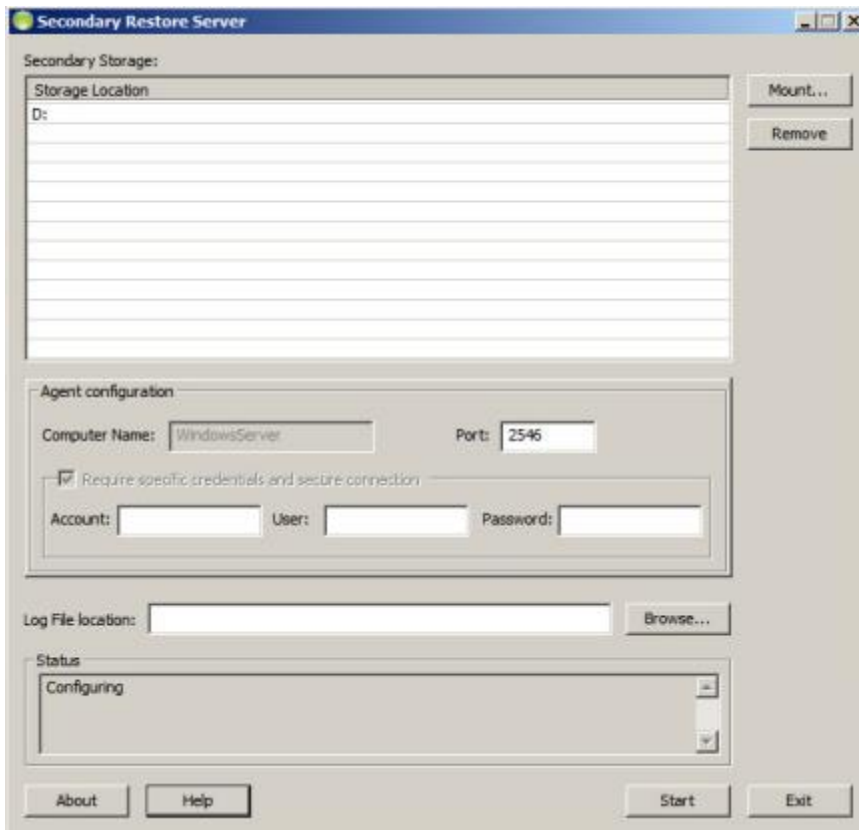 Secondary Restore Server
Secondary Storage:
Storage Location
D:
Mount...
Remove
Agent configuration
Computer Name: WindowsServer Port: 2546
Require specific credentials and secure connection
Account: User: Password:
Log File location: Browse...
Status
Configuring
About Help Start Exit